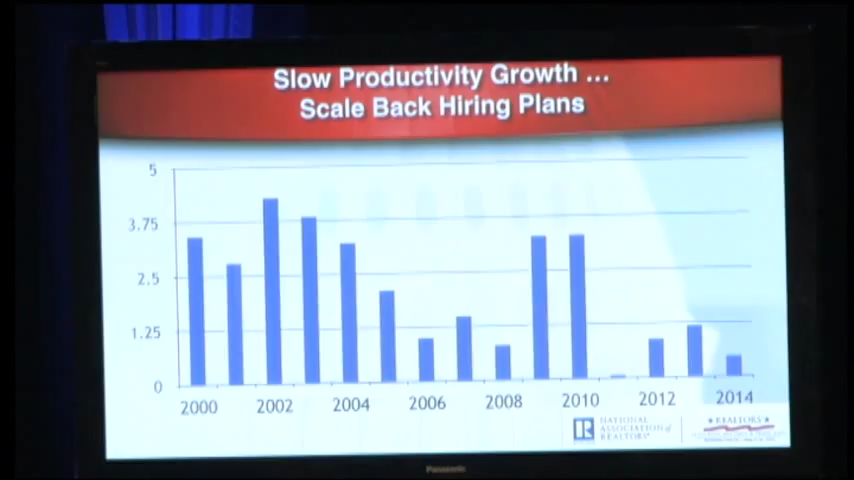 Slow Productivity Growth ...
Scale Back Hiring Plans
5
3.75
2.5
1.25
0
2000
2002
2004
2006
2008
2010
2012
2014
NATIONAL
ASSOCIATION of
REALTORS®
REALTORS
Panasonic